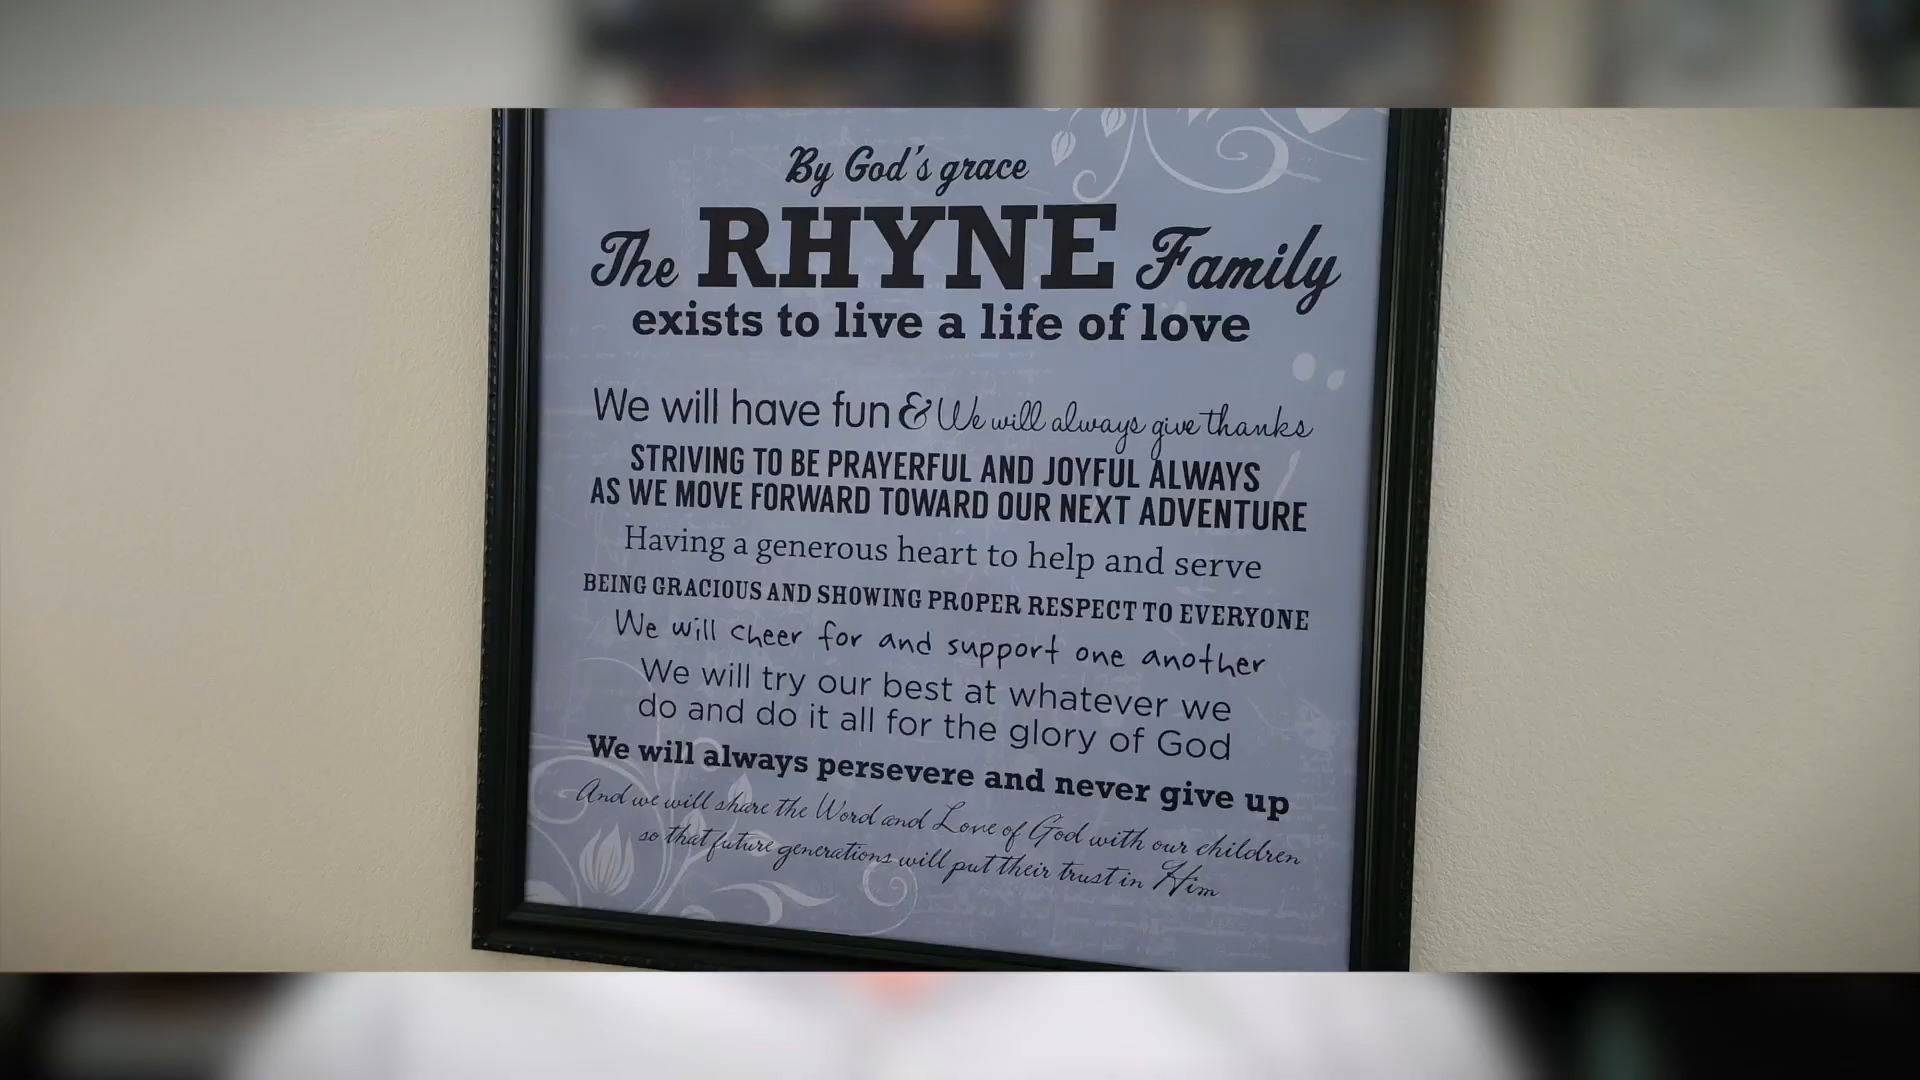 By God's grace
The RHYNE Family
exists to live a life of love
We will have fun & We will always give thanks
STRIVING TO BE PRAYERFUL AND JOYFUL ALWAYS
AS WE MOVE FORWARD TOWARD OUR NEXT ADVENTURE
Having a generous heart to help and serve
BEING GRACIOUS AND SHOWING PROPER RESPECT TO EVERYONE
We will cheer for and support one another
We will try our best at whatever we
do and do it all for the glory of God
We will always persevere and never give up
And we will share the Word and Love of God with our children
so that future generations will put their trust in Him